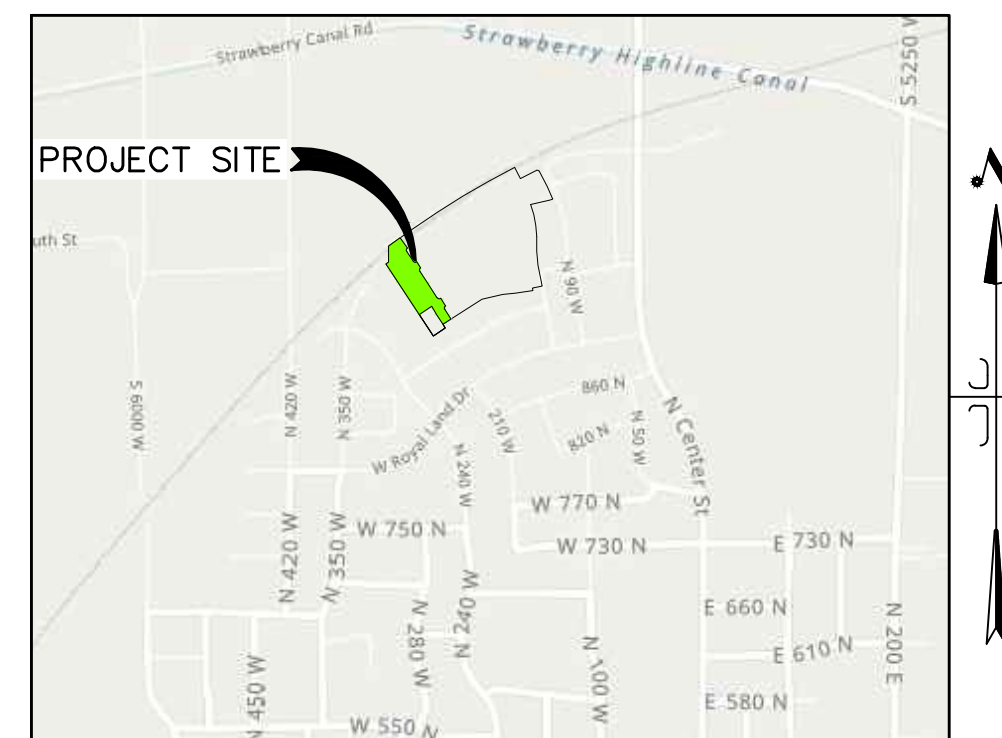 Strawberry Canal Rd
Strawberry Highline Canal
S 5250 W
PROJECT SITE
uth St
N 90 W
S 6000 W
N 420 W
N 350 W
W Royal Land Dr
860 N
210 W
820 N
N 50 W
N Center St
N 240 W
W 770 N
W 750 N
W 730 N
E 730 N
N 420 W
N 350 W
N 280 W
N 240 W
E 660 N
N 200 E
E 610 N
N 100 W
N 450 W
E 580 N
W 550 N